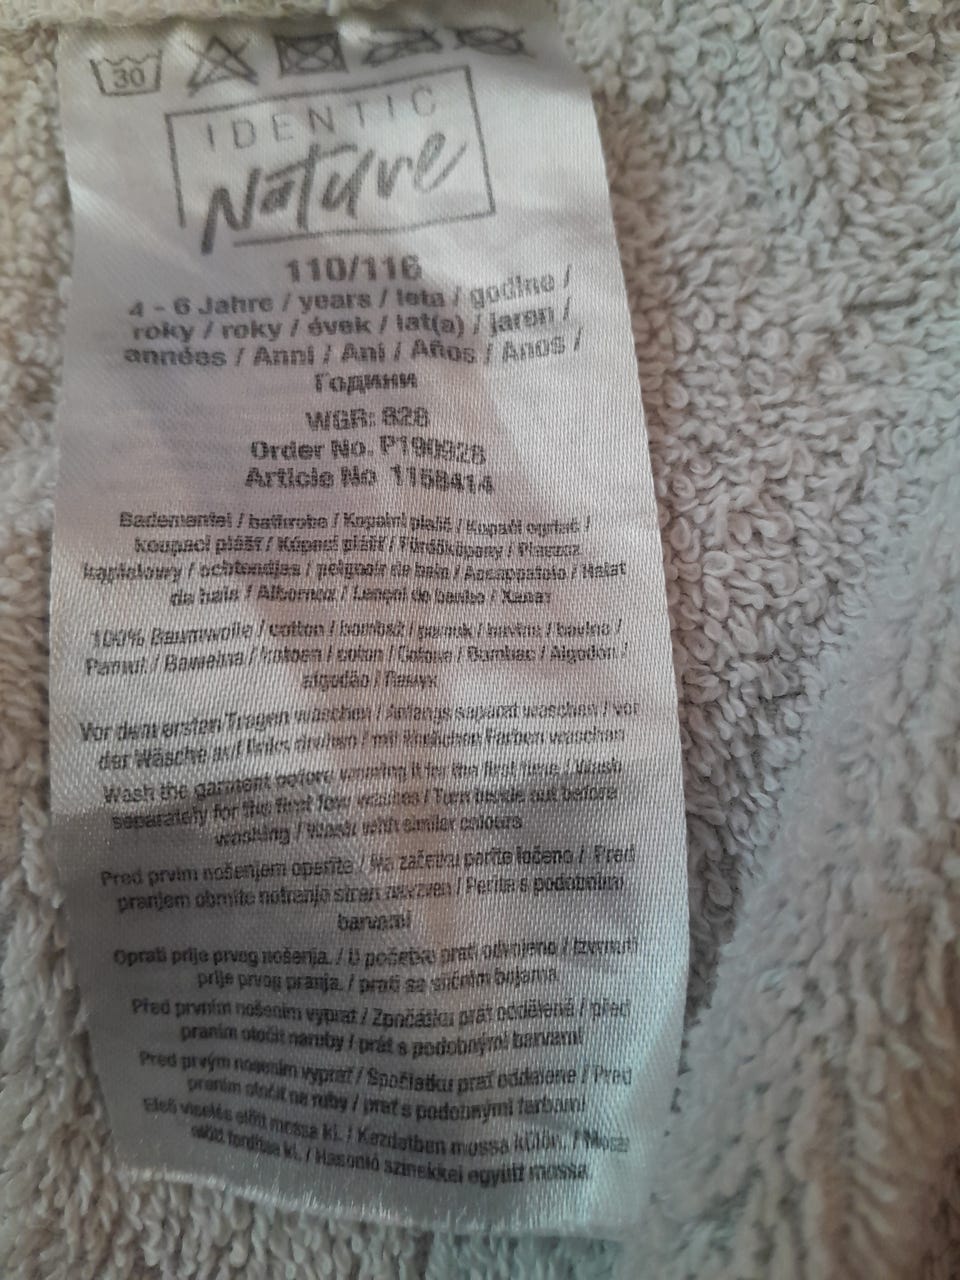 30
IDENTIC
Nature
110/116
4 - 6 Jahre / years / leta / godine /
roky / roky / évek / lat(a) / jaren /
années / Anni / Ani / Años / Anos /
Години
WGR: 828
Order No. P190928
Article No 1158414
Bademantel / bathrobe / Kopalni plašč / Kupaći ogrtač /
koupací plášť / Kúpací plášť / Fürdőköpeny / Płaszcz
kąpielowy / ochtendjas / peignoir de bain / Accappatoio / Halat
de baie / Albornoz / Lençol de banho / Халат
100% Baumwolle / cotton / bombaž / pamuk / bavlna / bavlna /
Pamut / Bawełna / katoen / coton / Cotone / Bumbac / Algodón /
algodão / Памук
Vor dem ersten Tragen waschen / Anfangs separat waschen / vor
der Wäsche auf links drehen / mit ähnlichen Farben waschen
Wash the garment before wearing it for the first time / Wash
separately for the first few washes / Turn inside out before
washing / Wash with similar colours
Pred prvim nošenjem operite / Na začetku perite ločeno / Pred
pranjem obrnite notranjo stran navzven / Perite s podobnimi
barvami
Oprati prije prvog nošenja. / U početku prati odvojeno / Izvrnuti
prije prvog pranja. / prati sa sličnim bojama.
Před prvním nošením vyprat / Zpočátku prát odděleně / před
praním otočit naruby / prát s podobnými barvami
Pred prvým nosením vyprať / Spočiatku prať oddelene / Pred
praním otočiť na ruby / prať s podobnými farbami
Első viselés előtt mossa ki. / Kezdetben mossa külön. / Mosás
előtt fordítsa ki. / Hasonló színekkel együtt mossa.